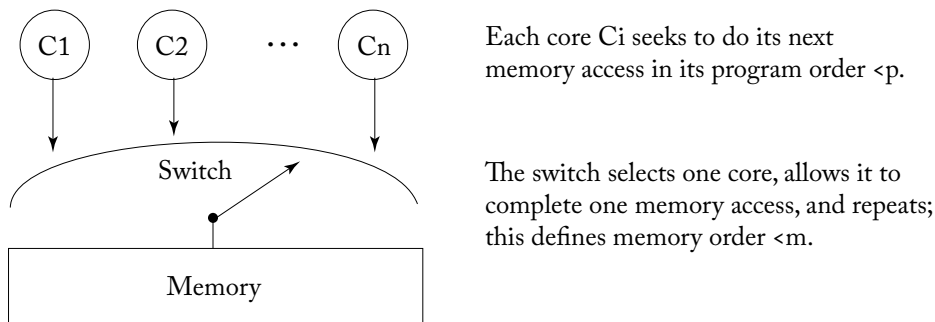 C1 C2 ... Cn
Each core Ci seeks to do its next
memory access in its program order <p.
Switch
The switch selects one core, allows it to
complete one memory access, and repeats;
this defines memory order <m.
Memory